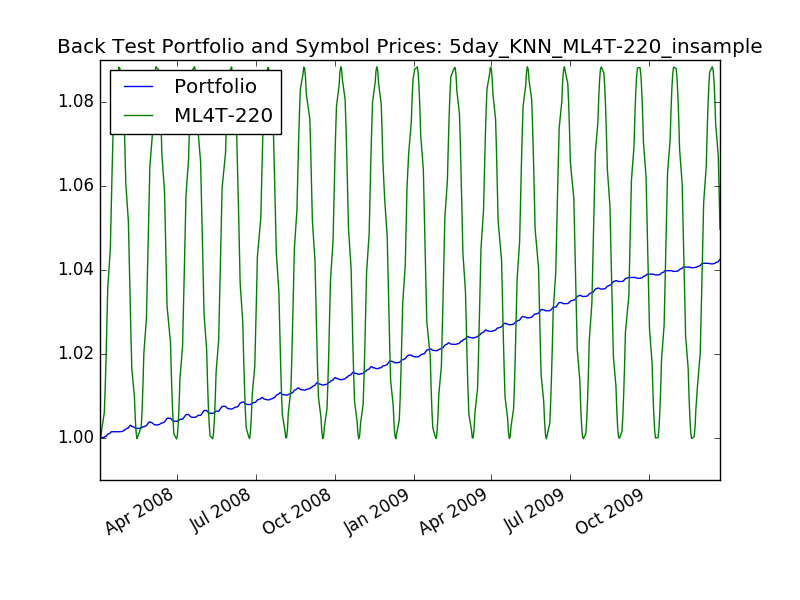 Back Test Portfolio and Symbol Prices: 5day_KNN_ML4T-220_insample
Portfolio
ML4T-220
1.08
1.06
1.04
1.02
1.00
Apr 2008
Jul 2008
Oct 2008
Jan 2009
Apr 2009
Jul 2009
Oct 2009